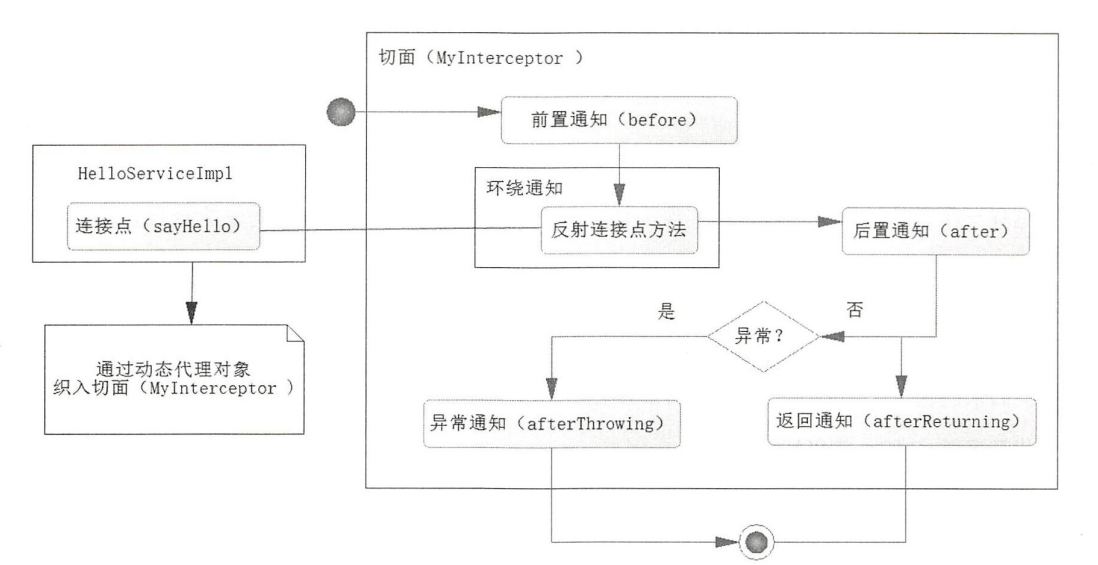 切面（MyInterceptor ）
前置通知（before）
HelloServiceImpl
环绕通知
连接点（sayHello）
反射连接点方法
后置通知（after）
是
否
异常？
通过动态代理对象
织入切面（MyInterceptor ）
异常通知（afterThrowing）
返回通知（afterReturning）